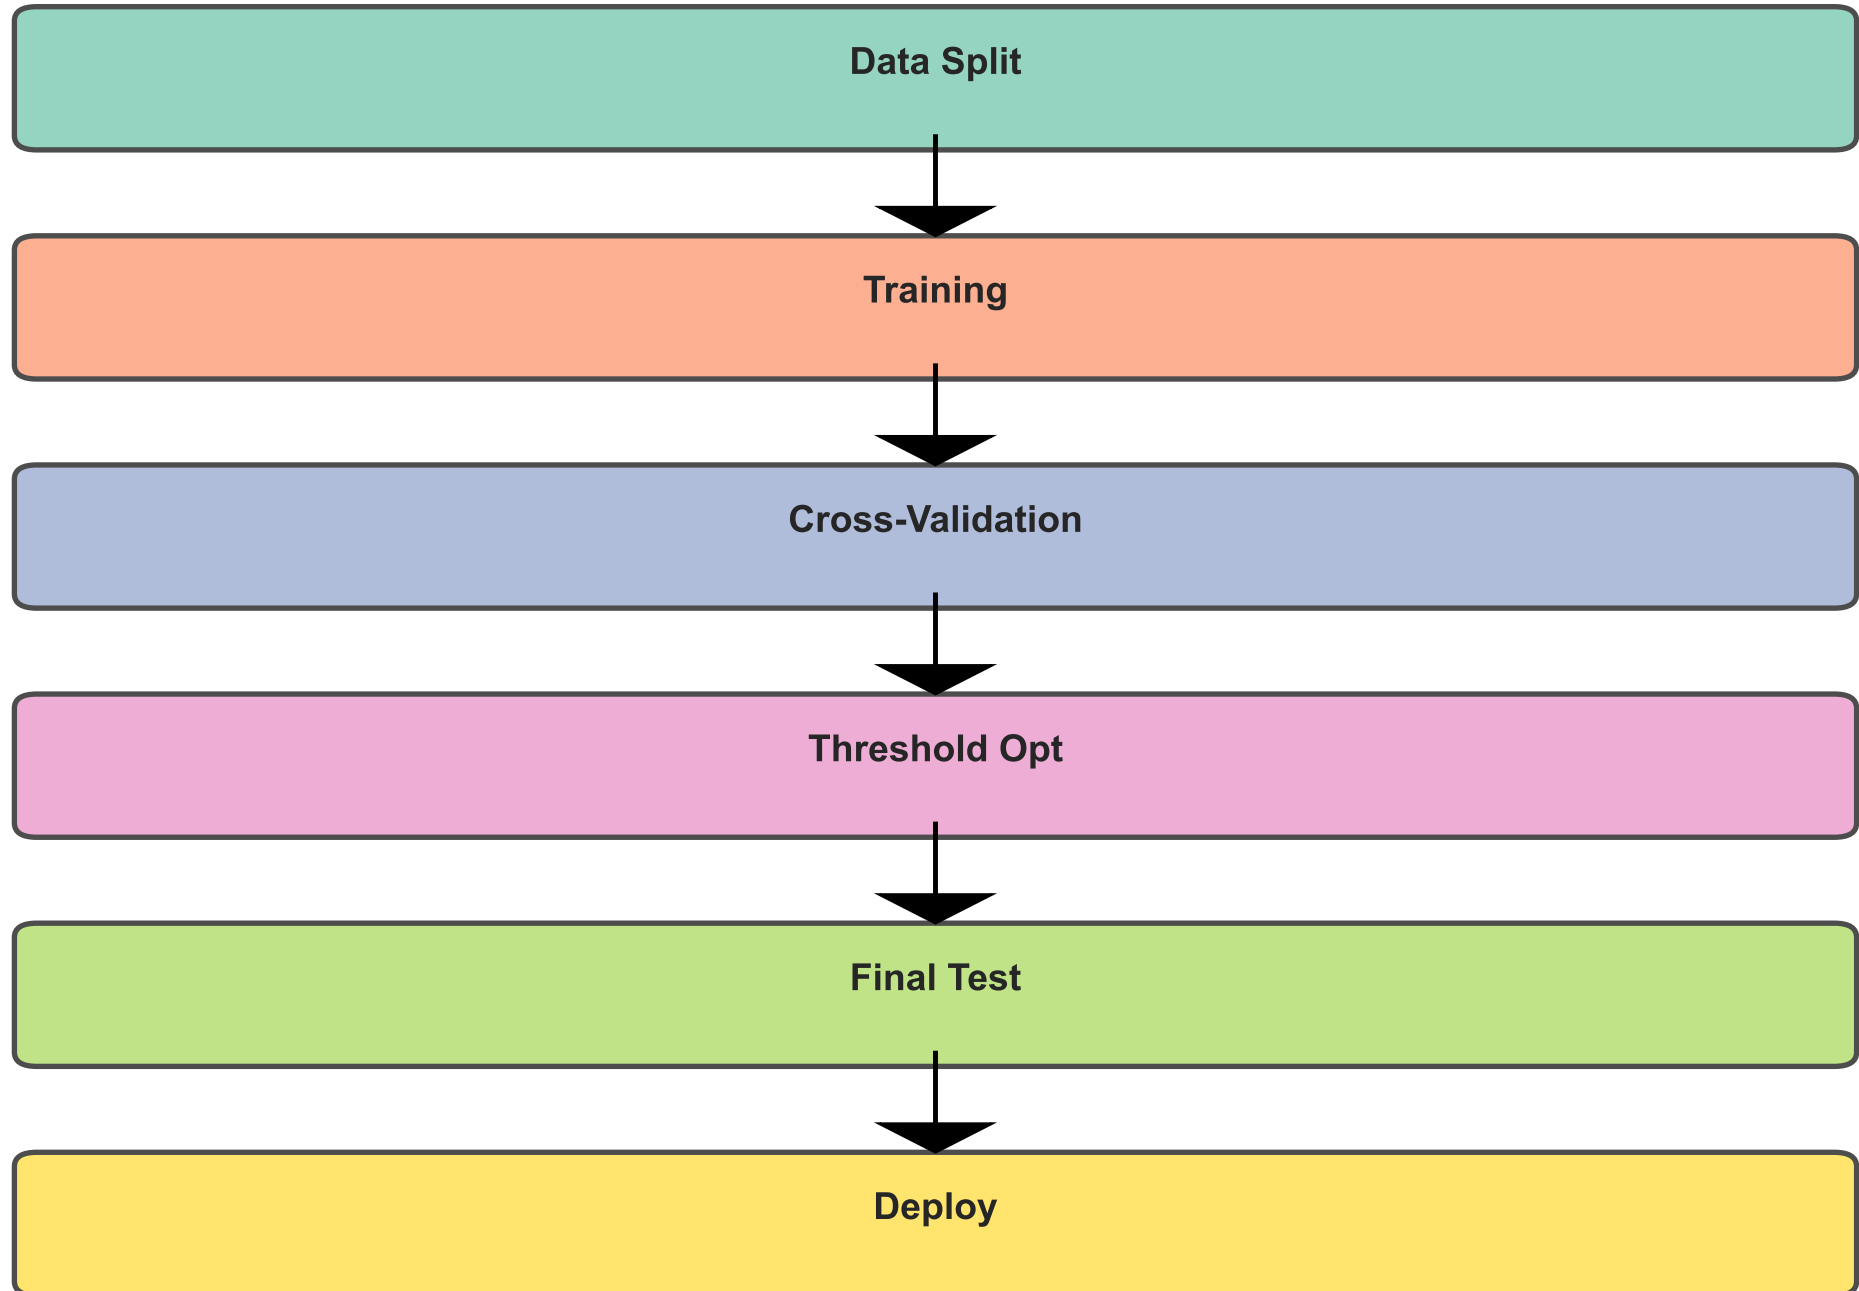 Data Split
Training
Cross-Validation
Threshold Opt
Final Test
Deploy